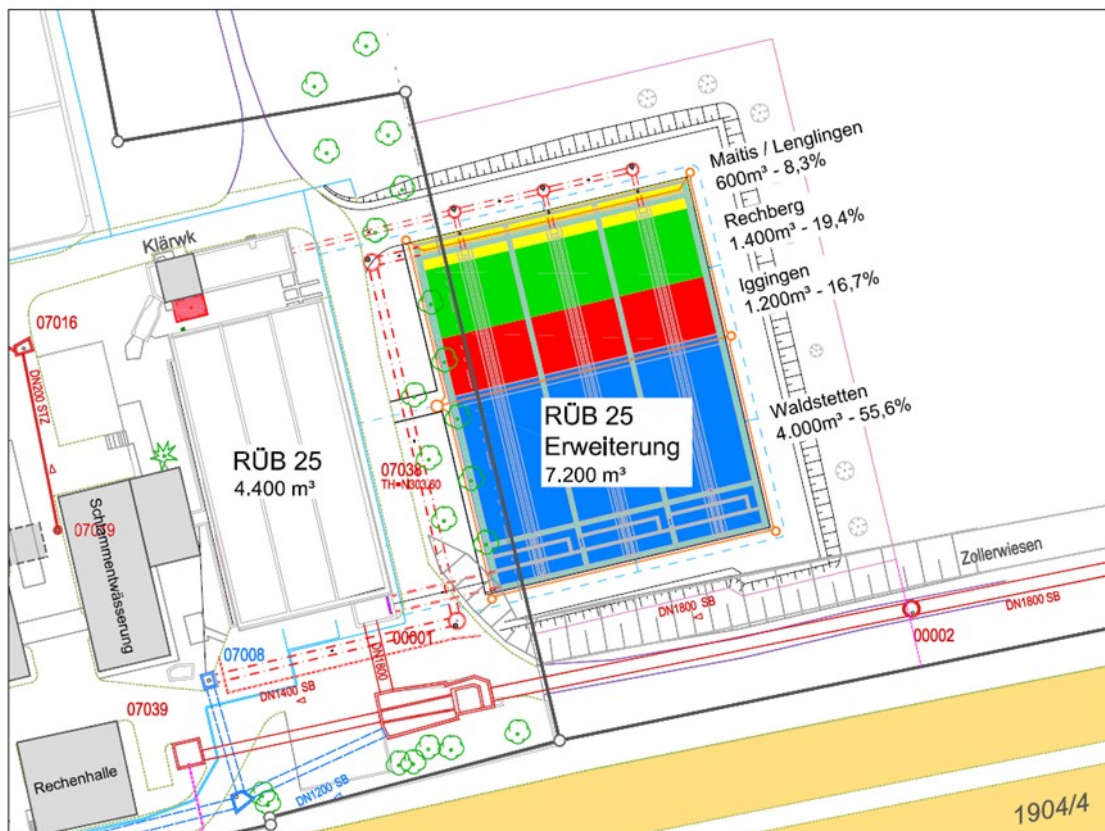 Maitis / Lenglingen
600m³ - 8,3%
Rechberg
1.400m³ - 19,4%
Iggingen
1.200m³ - 16,7%
Waldstetten
4.000m³ - 55,6%
Klärwk
07016
DN200 STZ
RÜB 25
4.400 m³
RÜB 25
Erweiterung
7.200 m³
07038
TH=N303,60
Schlammentwässerung
Zollerwiesen
DN1800 SB
DN1800 SB
00001
00002
07008
DN1800
DN1400 SB
07039
Rechenhalle
DN1200 SB
1904/4